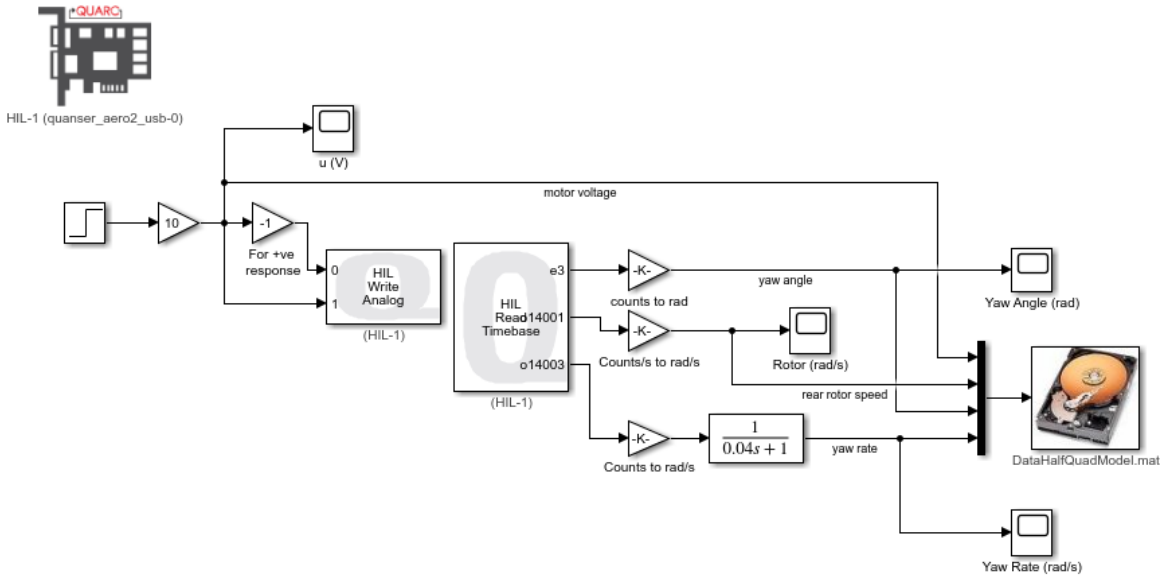 QUARC
HIL-1 (quanser_aero2_usb-0)
u (V)
motor voltage
10
-1
For +ve
response
0
1
HIL
Write
Analog
(HIL-1)
HIL
Read
Timebase
e3
o14001
o14003
(HIL-1)
-K-
counts to rad
yaw angle
Yaw Angle (rad)
-K-
Counts/s to rad/s
Rotor (rad/s)
rear rotor speed
-K-
Counts to rad/s
1
0.04s + 1
yaw rate
DataHalfQuadModel.mat
Yaw Rate (rad/s)